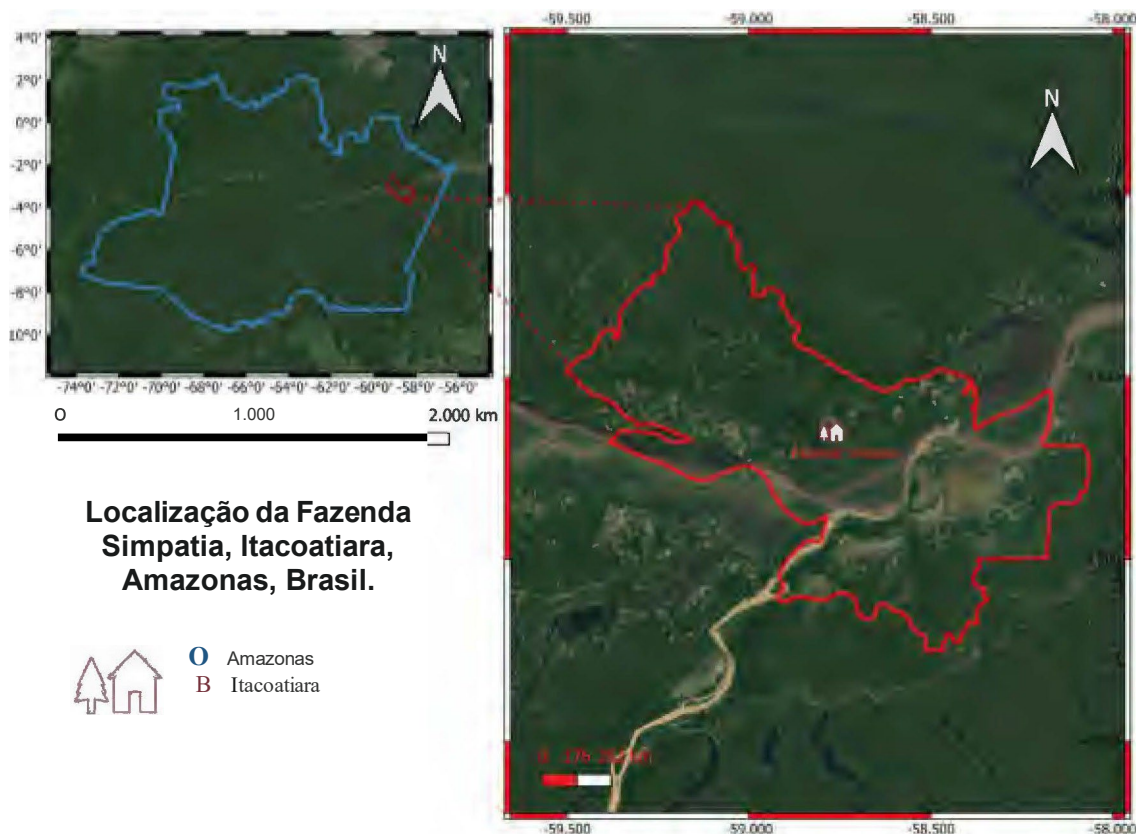 -59.500 -59.000 -58.500 -58.000
4°0'
2°0'
0°0'
-2°0'
-4°0'
-6°0'
-8°0'
10°0'
N
N
-74°0' -72°0' -70°0' -68°0' -66°0' -64°0' -62°0' -60°0' -58°0' -56°0'
O 1.000 2.000 km
Localização da Fazenda
Simpatia, Itacoatiara,
Amazonas, Brasil.
O Amazonas
B Itacoatiara
-59.500 -59.000 -58.500 -58.000